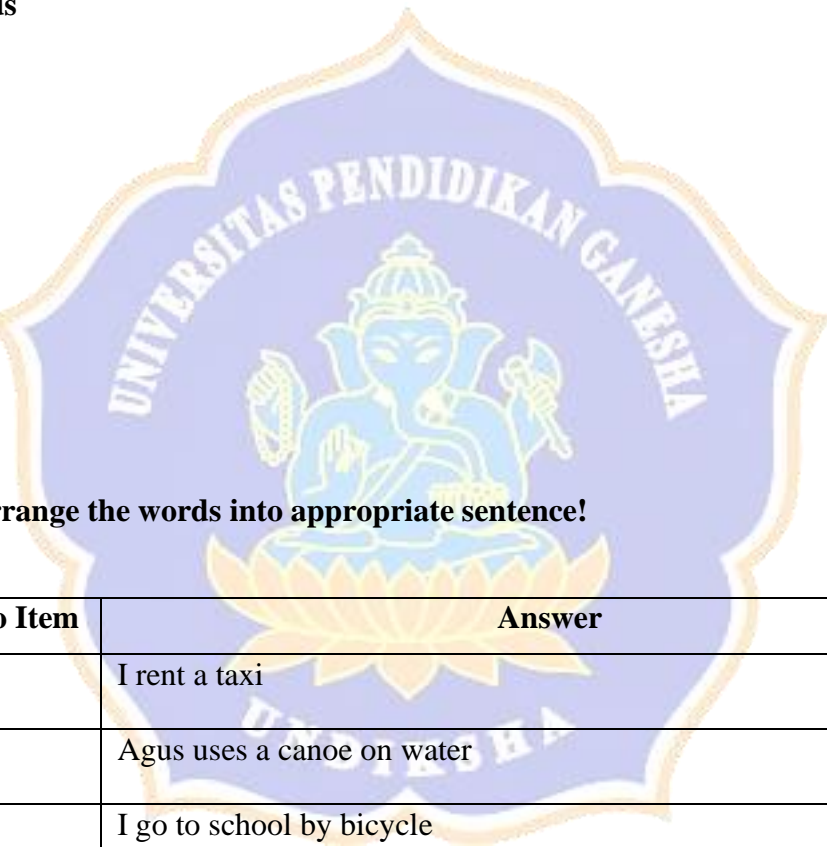 UNIVERSITAS PENDIDIKAN GANESHA
range the words into appropriate sentence!
Item Answer
I rent a taxi
Agus uses a canoe on water
UNDIKSHA
I go to school by bicycle